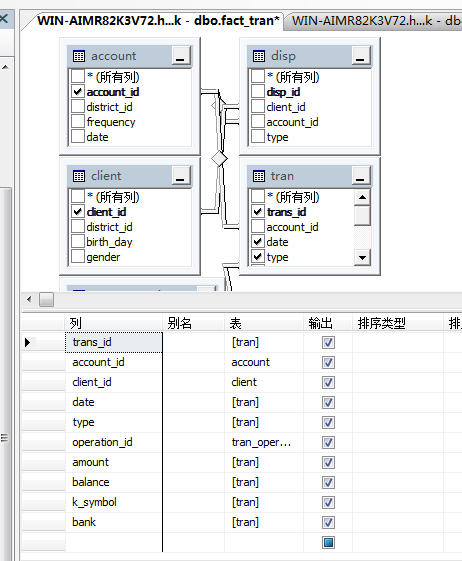 WIN-AIMR82K3V72.h...k - dbo.fact_tran*
WIN-AIMR82K3V72.h...k - dbo
account
* (所有列)
account_id
district_id
frequency
date
disp
* (所有列)
disp_id
client_id
account_id
type
client
* (所有列)
client_id
district_id
birth_day
gender
tran
* (所有列)
trans_id
account_id
date
type
列 别名 表 输出 排序类型 排
trans_id [tran]
account_id account
client_id client
date [tran]
type [tran]
operation_id tran_oper...
amount [tran]
balance [tran]
k_symbol [tran]
bank [tran]